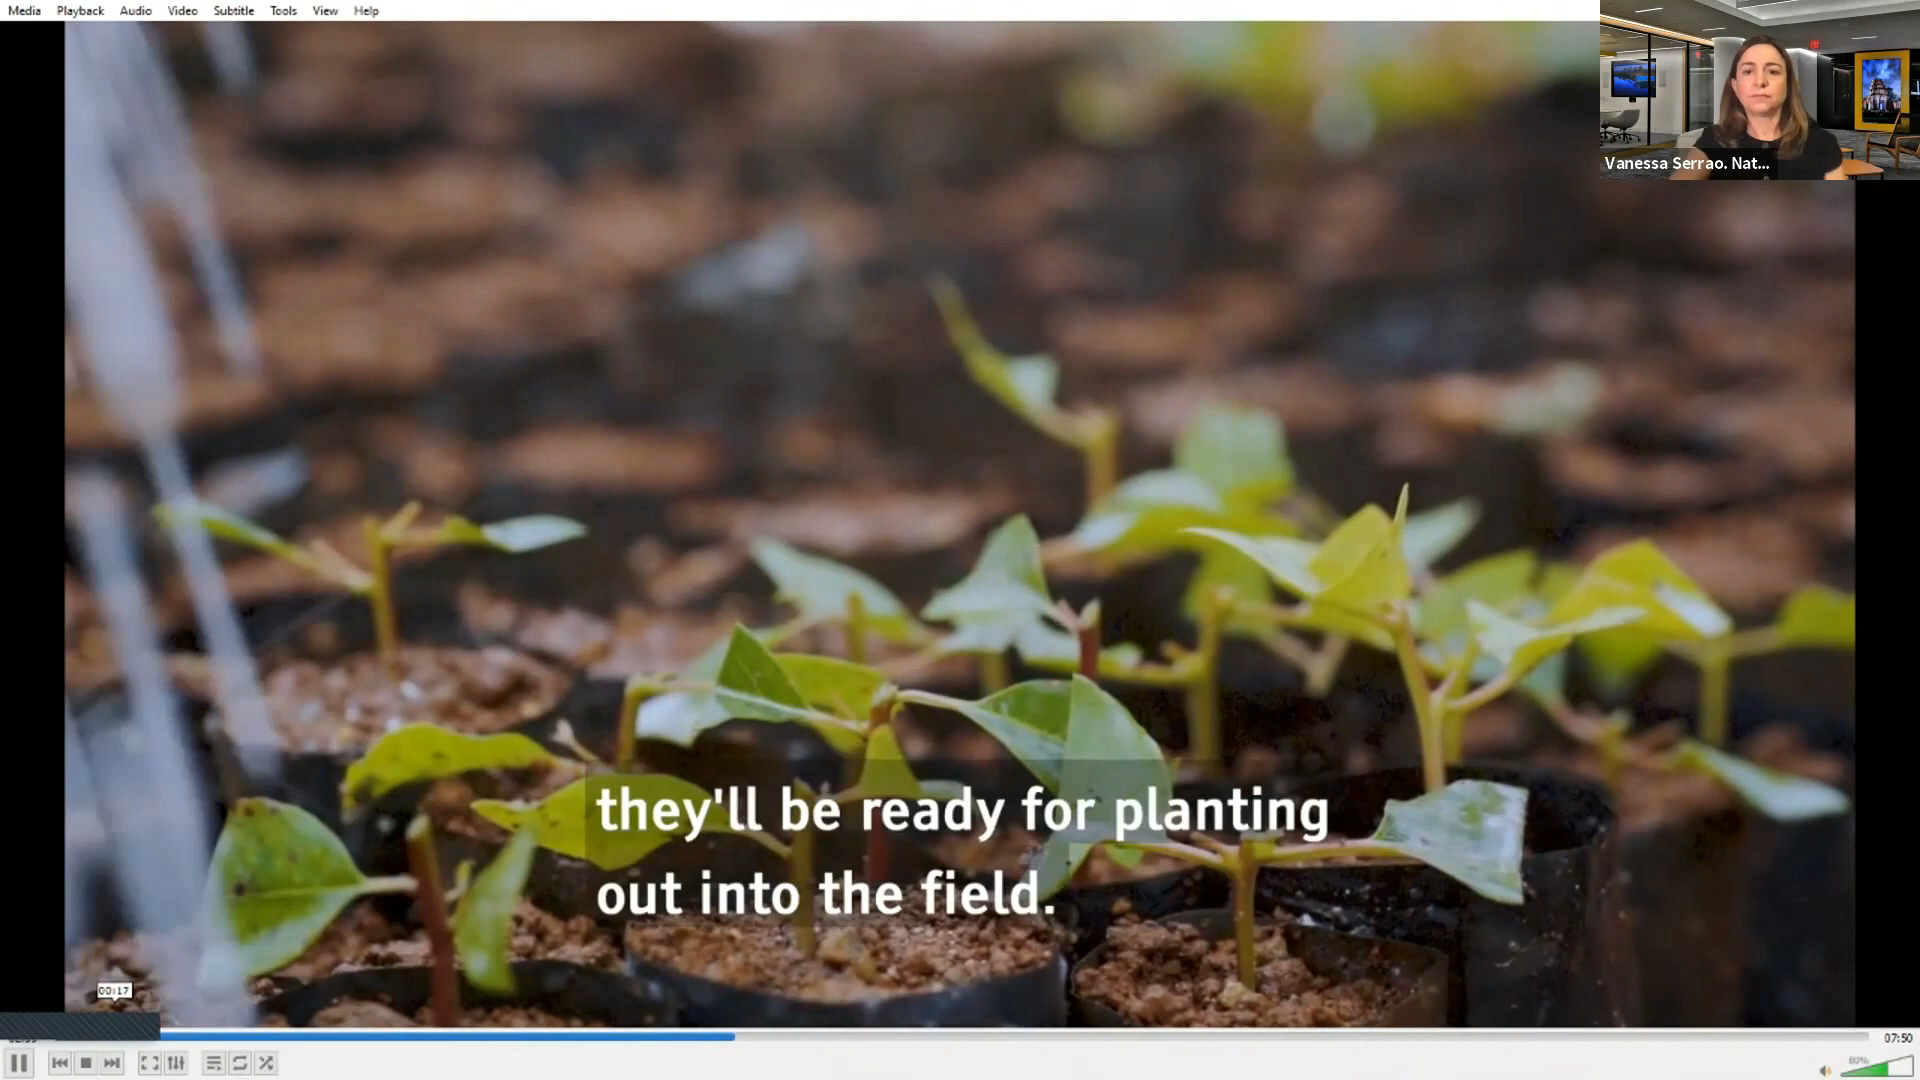 Media Playback Audio Video Subtitle Tools View Help
Vanessa Serrao. Nat...
they'll be ready for planting
out into the field.
00:17
07:50
80%